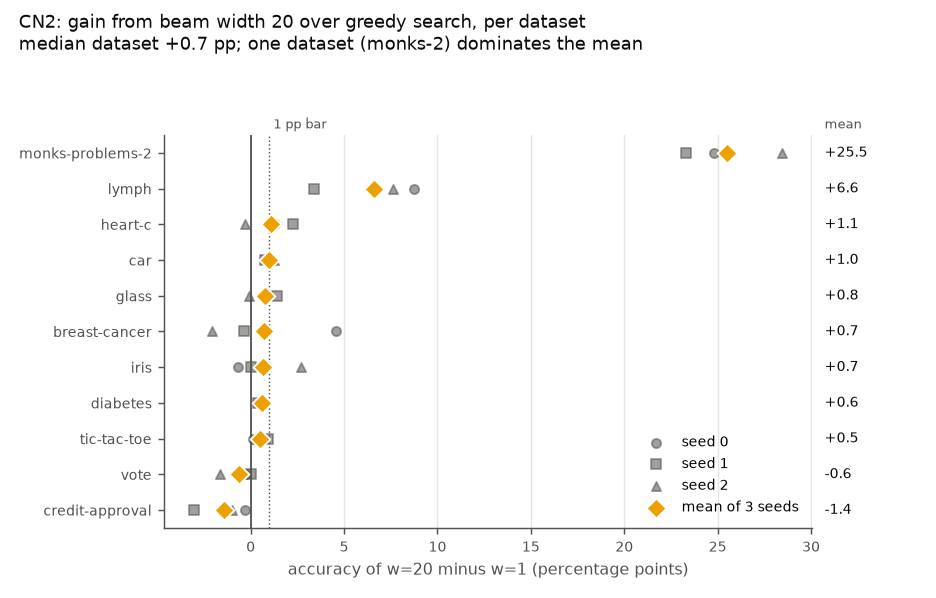 CN2: gain from beam width 20 over greedy search, per dataset
median dataset +0.7 pp; one dataset (monks-2) dominates the mean
1 pp bar
mean
monks-problems-2
+25.5
lymph
+6.6
heart-c
+1.1
car
+1.0
glass
+0.8
breast-cancer
+0.7
iris
+0.7
diabetes
+0.6
tic-tac-toe
+0.5
vote
-0.6
credit-approval
-1.4
seed 0
seed 1
seed 2
mean of 3 seeds
0 5 10 15 20 25 30
accuracy of w=20 minus w=1 (percentage points)